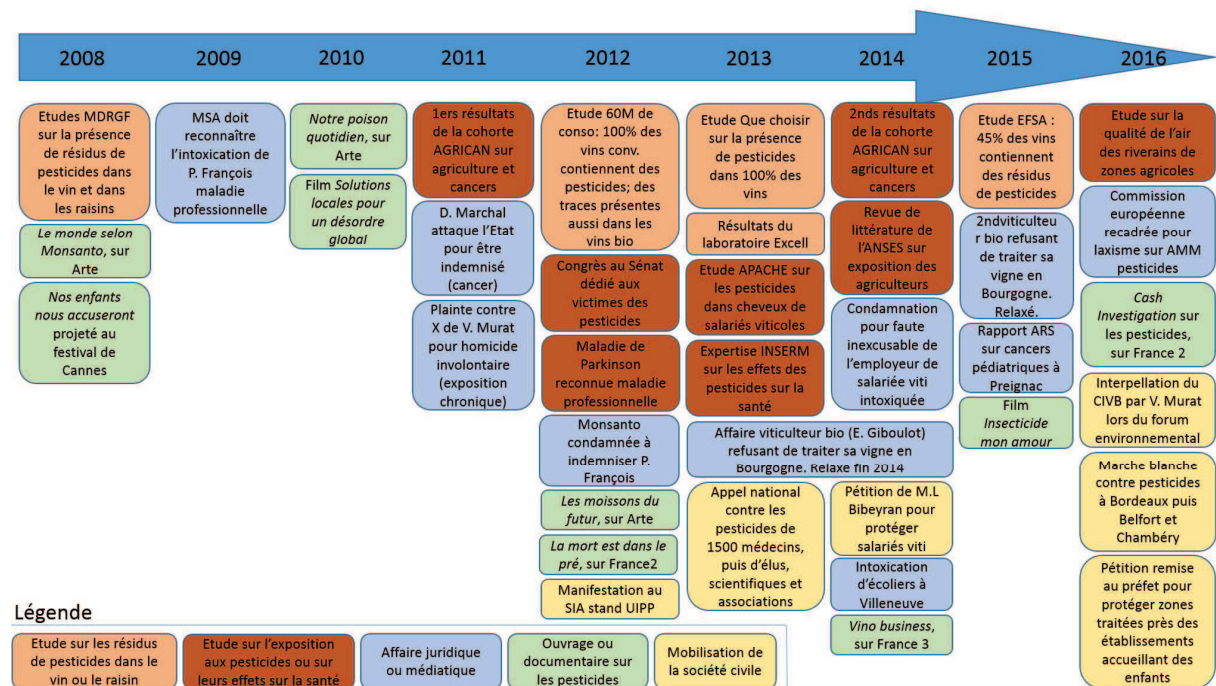 2008
2009
2010
2011
2012
2013
2014
2015
2016
Etudes MDRGF
sur la présence
de résidus de
pesticides dans
le vin et dans
les raisins
Le monde selon
Monsanto, sur
Arte
Nos enfants
nous accuseront
projeté au
festival de
Cannes
MSA doit
reconnaître
l’intoxication de
P. François
maladie
professionnelle
Notre poison
quotidien, sur
Arte
Film Solutions
locales pour
un désordre
global
1ers résultats
de la cohorte
AGRICAN sur
agriculture et
cancers
D. Marchal
attaque l’Etat
pour être
indemnisé
(cancer)
Plainte contre
X de V. Murat
pour homicide
involontaire
(exposition
chronique)
Etude 60M de
conso: 100% des
vins conv.
contiennent des
pesticides; des
traces présentes
aussi dans les
vins bio
Congrès au Sénat
dédié aux
victimes des
pesticides
Maladie de
Parkinson
reconnue maladie
professionnelle
Monsanto
condamnée à
indemniser P.
François
Les moissons du
futur, sur Arte
La mort est dans le
pré, sur France2
Manifestation au
SIA stand UIPP
Etude Que choisir
sur la présence
de pesticides
dans 100% des
vins
Résultats du
laboratoire Excell
Etude APACHE sur
les pesticides
dans cheveux de
salariés viticoles
Expertise INSERM
sur les effets des
pesticides sur la
santé
Affaire viticulteur bio (E. Giboulot)
refusant de traiter sa vigne en
Bourgogne. Relaxe fin 2014
Appel national
contre les
pesticides de
1500 médecins,
puis d’élus,
scientifiques et
associations
2nds résultats
de la cohorte
AGRICAN sur
agriculture et
cancers
Revue de
littérature de
l’ANSES sur
exposition des
agriculteurs
Condamnation
pour faute
inexcusable de
l’employeur de
salariée viti
intoxiquée
Pétition de M.L
Bibeyran pour
protéger
salariés viti
Intoxication
d’écoliers à
Villeneuve
Vino business,
sur France 3
Etude EFSA :
45% des vins
contiennent
des résidus
de pesticides
2ndviticulteu
r bio refusant
de traiter sa
vigne en
Bourgogne.
Relaxé.
Rapport ARS
sur cancers
pédiatriques à
Preignac
Film
Insecticide
mon amour
Etude sur la
qualité de l’air
des riverains de
zones agricoles
Commission
européenne
recadrée pour
laxisme sur AMM
pesticides
Cash
Investigation sur
les pesticides,
sur France 2
Interpellation du
CIVB par V. Murat
lors du forum
environnemental
Marche blanche
contre pesticides
à Bordeaux puis
Belfort et
Chambéry
Pétition remise
au préfet pour
protéger zones
traitées près des
établissements
accueillant des
enfants
Légende
Etude sur les résidus
de pesticides dans le
vin ou le raisin
Etude sur l’exposition
aux pesticides ou sur
leurs effets sur la santé
Affaire juridique
ou médiatique
Ouvrage ou
documentaire sur
les pesticides
Mobilisation de
la société civile